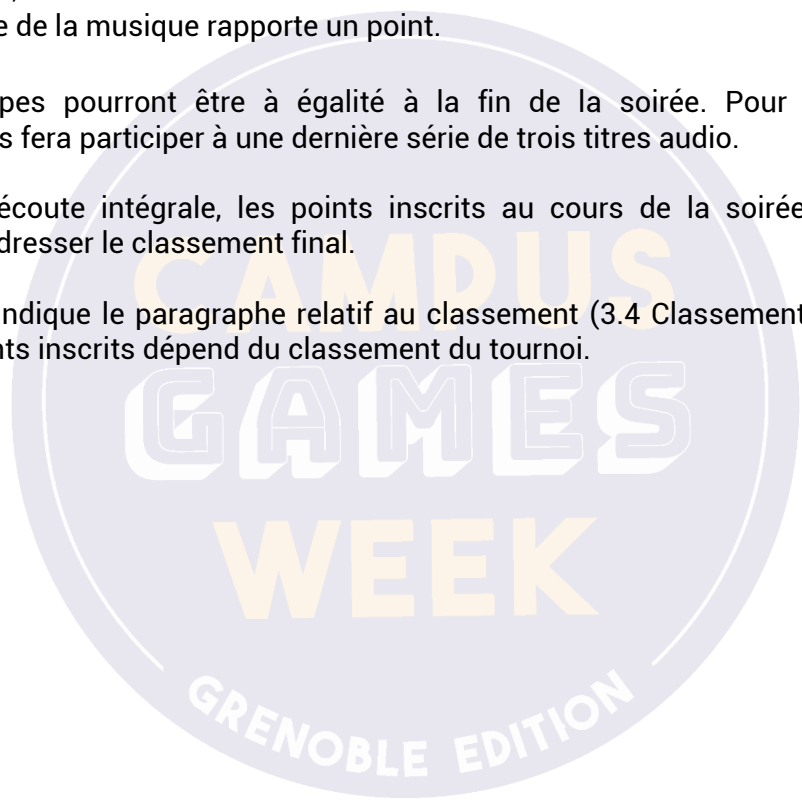 e de la musique rapporte un point.
pes pourront être à égalité à la fin de la soirée. Pour
s fera participer à une dernière série de trois titres audio.
écoute intégrale, les points inscrits au cours de la soirée
dresser le classement final.
indique le paragraphe relatif au classement (3.4 Classement
nts inscrits dépend du classement du tournoi.
CAMPUS
GAMES
WEEK
GRENOBLE EDITION